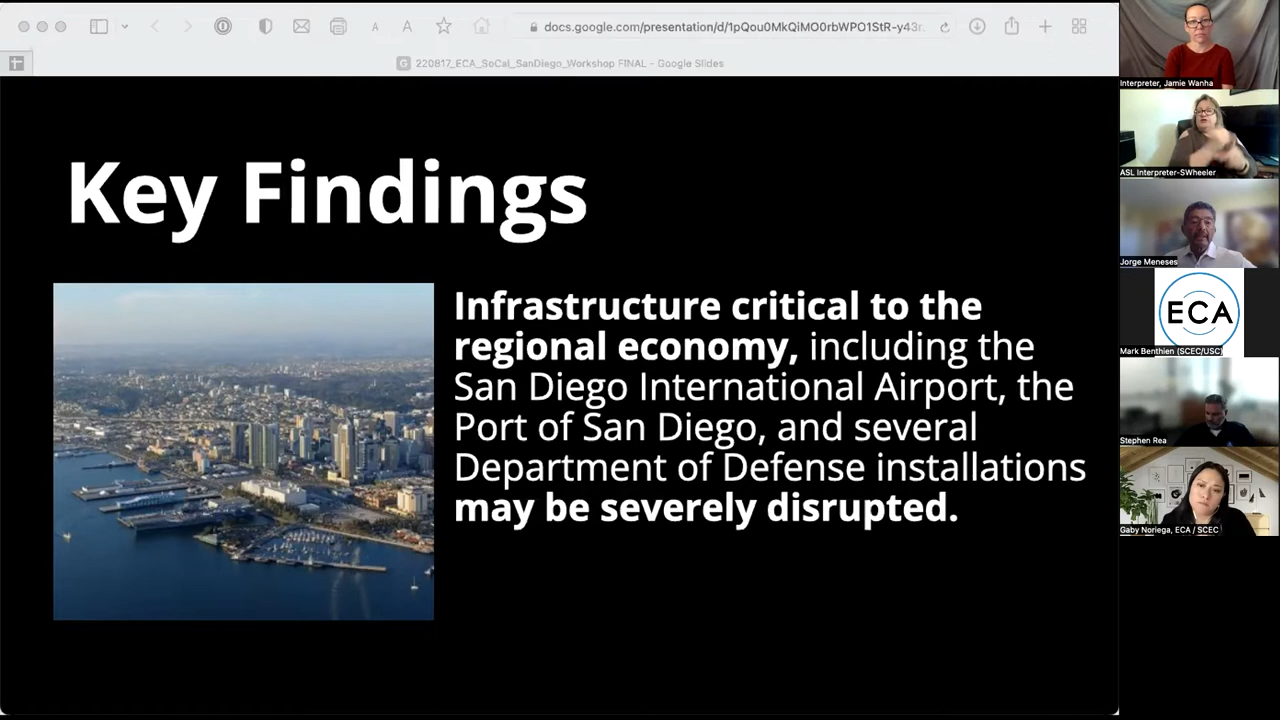 A
A
docs.google.com/presentation/d/1pQou0MkQiMO0rbWPO1StR-y43r.
220817_ECA_SoCal_SanDiego_Workshop FINAL - Google Slides
Key Findings
Infrastructure critical to the
regional economy, including the
San Diego International Airport, the
Port of San Diego, and several
Department of Defense installations
may be severely disrupted.
Interpreter, Jamie Wanha
ASL Interpreter-SWheeler
Jorge Meneses
ECA
Mark Benthien (SCEC/USC)
Stephen Rea
Gaby Noriega, ECA / SCEC